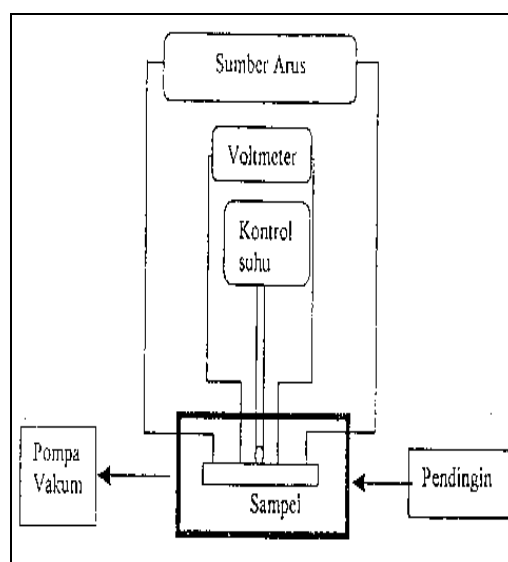 Sumber Arus
Voltmeter
Kontrol
suhu
Pompa
Vakum
Pendingin
Sampel